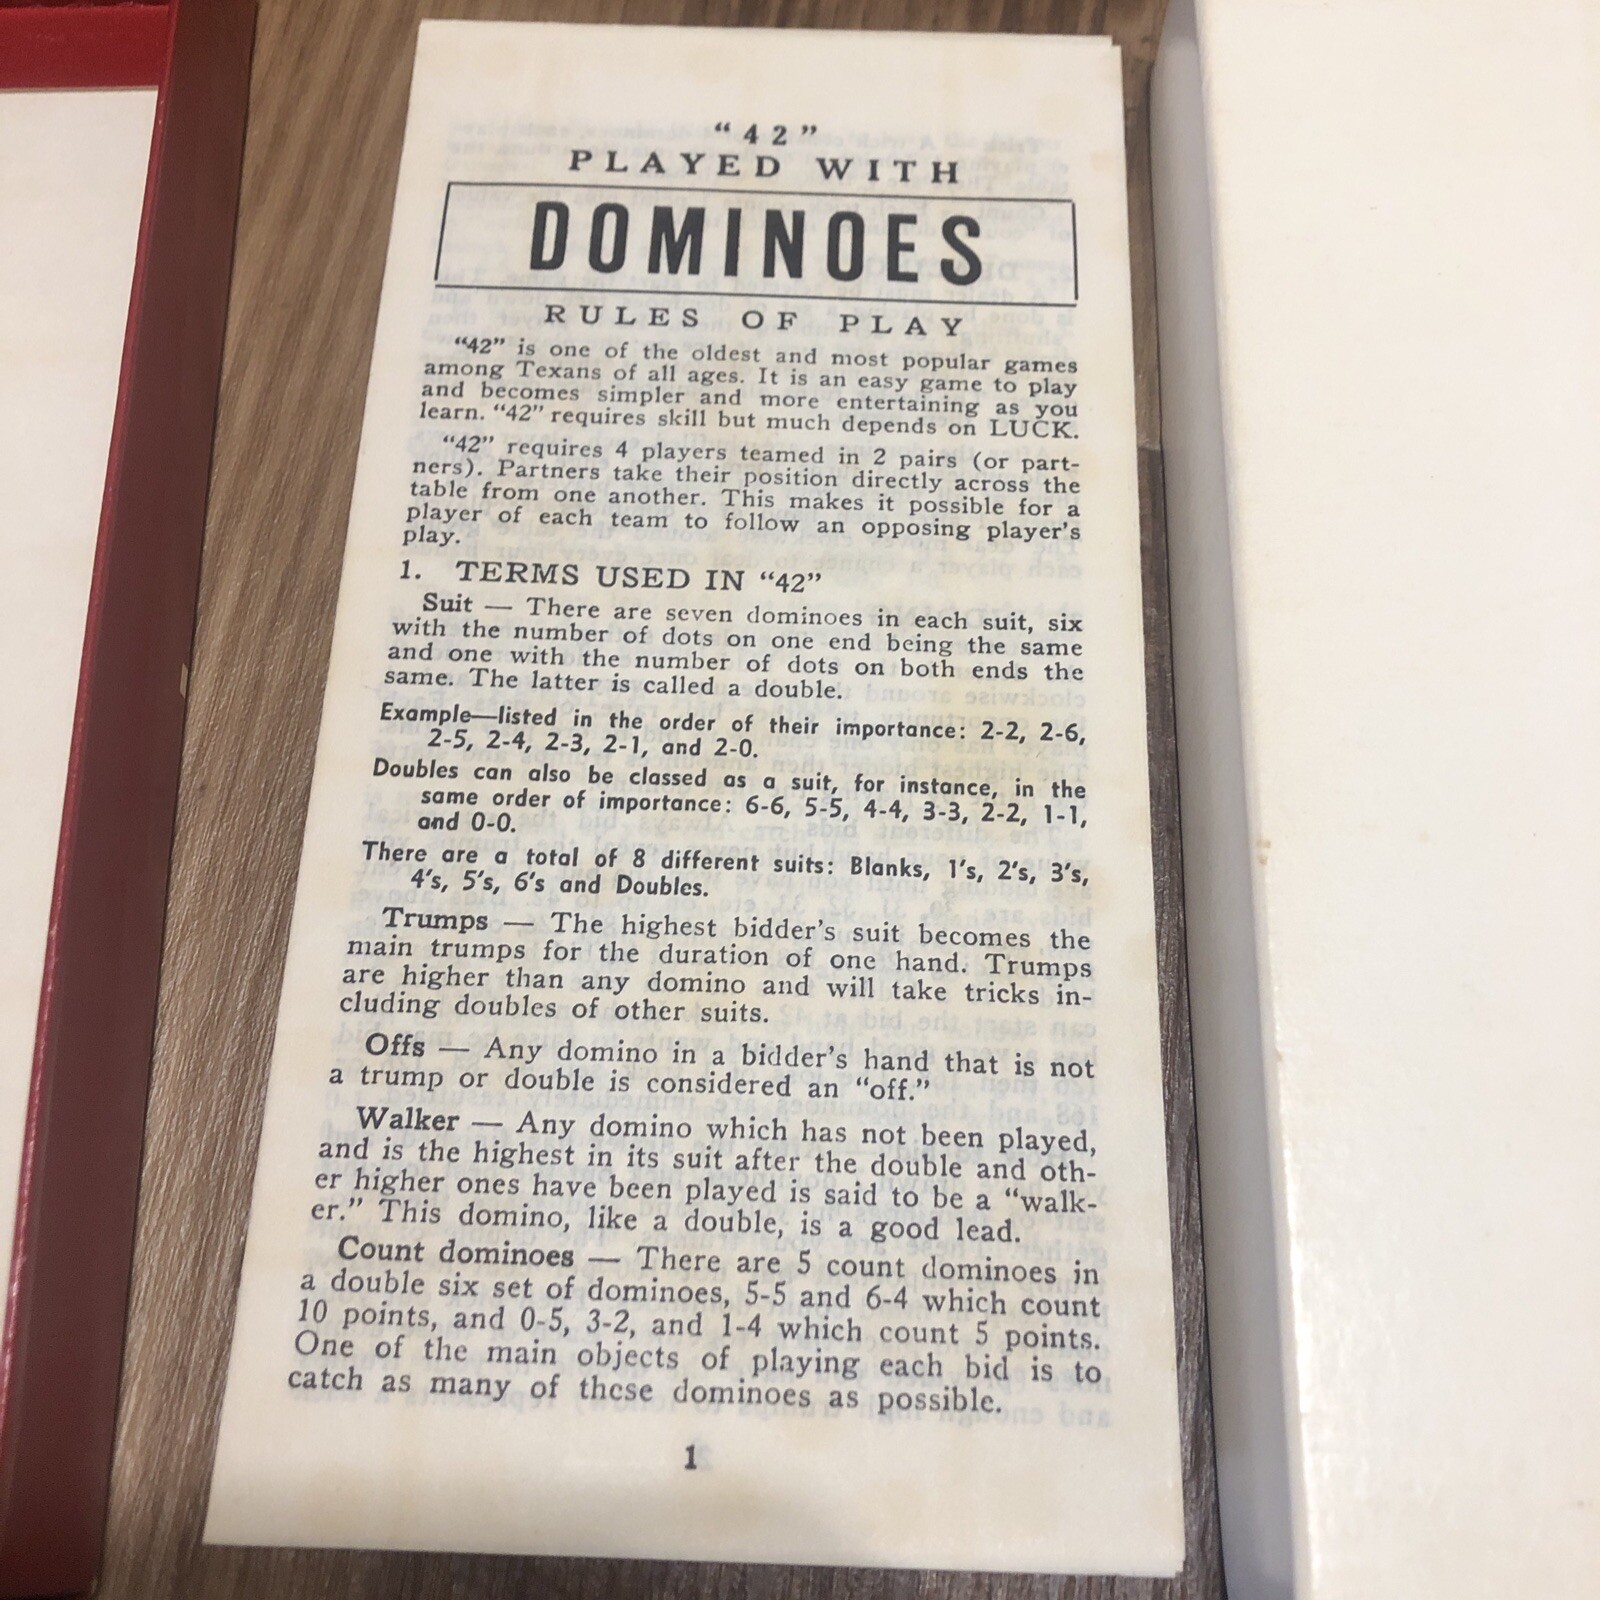 "42"
PLAYED WITH
DOMINOES
RULES OF PLAY
"42" is one of the oldest and most popular games
among Texans of all ages. It is an easy game to play
and becomes simpler and more entertaining as you
learn. "42" requires skill but much depends on LUCK.
"42" requires 4 players teamed in 2 pairs (or part-
ners). Partners take their position directly across the
table from one another. This makes it possible for a
player of each team to follow an opposing player's
play.
1. TERMS USED IN "42"
Suit — There are seven dominoes in each suit, six
with the number of dots on one end being the same
and one with the number of dots on both ends the
same. The latter is called a double.
Example—listed in the order of their importance: 2-2, 2-6,
2-5, 2-4, 2-3, 2-1, and 2-0.
Doubles can also be classed as a suit, for instance, in the
same order of importance: 6-6, 5-5, 4-4, 3-3, 2-2, 1-1,
and 0-0.
There are a total of 8 different suits: Blanks, 1's, 2's, 3's,
4's, 5's, 6's and Doubles.
Trumps — The highest bidder's suit becomes the
main trumps for the duration of one hand. Trumps
are higher than any domino and will take tricks in-
cluding doubles of other suits.
Offs — Any domino in a bidder's hand that is not
a trump or double is considered an "off."
Walker — Any domino which has not been played,
and is the highest in its suit after the double and oth-
er higher ones have been played is said to be a "walk-
er." This domino, like a double, is a good lead.
Count dominoes — There are 5 count dominoes in
a double six set of dominoes, 5-5 and 6-4 which count
10 points, and 0-5, 3-2, and 1-4 which count 5 points.
One of the main objects of playing each bid is to
catch as many of these dominoes as possible.
1